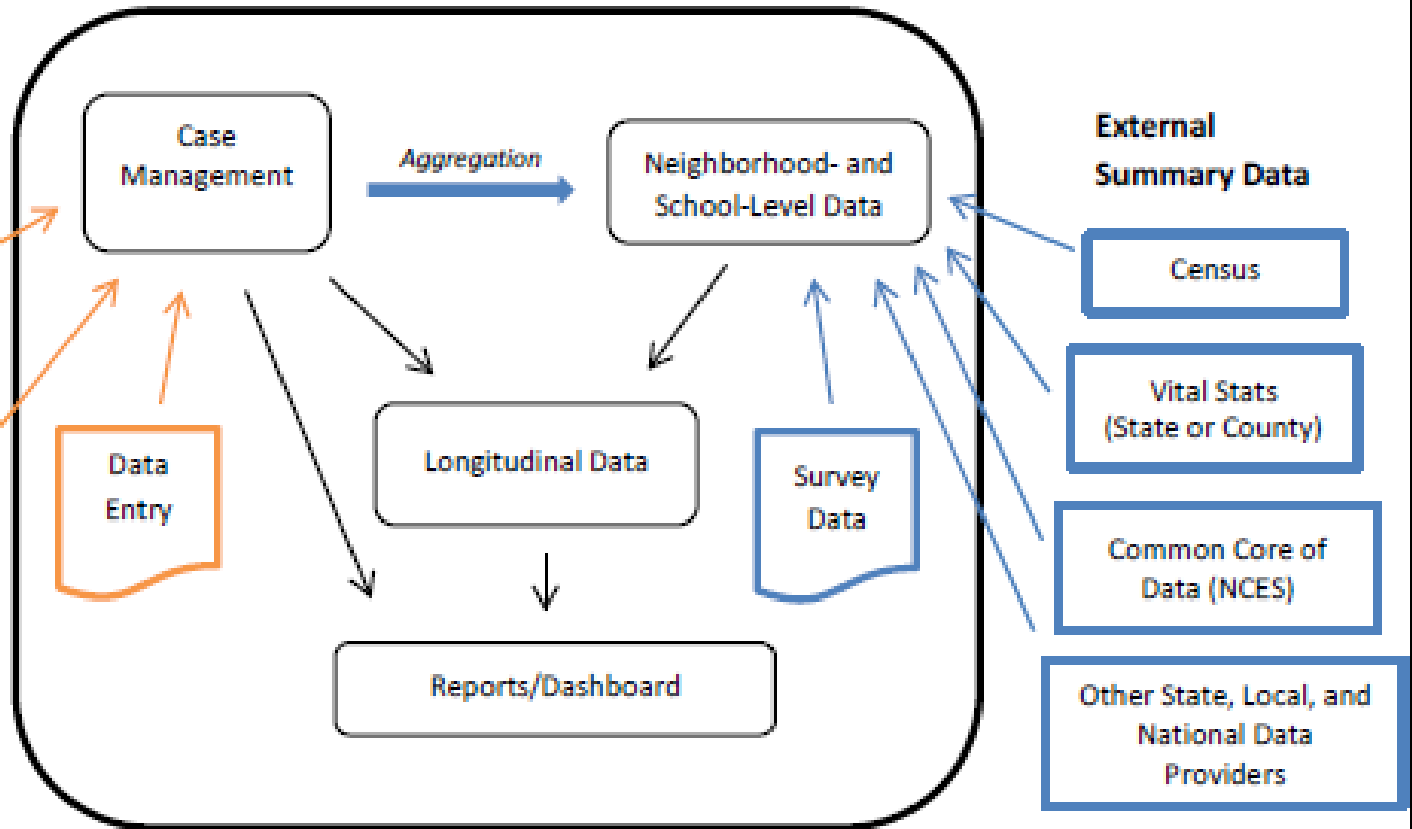 Case
Management
Aggregation
Neighborhood- and
School-Level Data
External
Summary Data
Census
Vital Stats
(State or County)
Data
Entry
Longitudinal Data
Survey
Data
Common Core of
Data (NCES)
Reports/Dashboard
Other State, Local, and
National Data
Providers